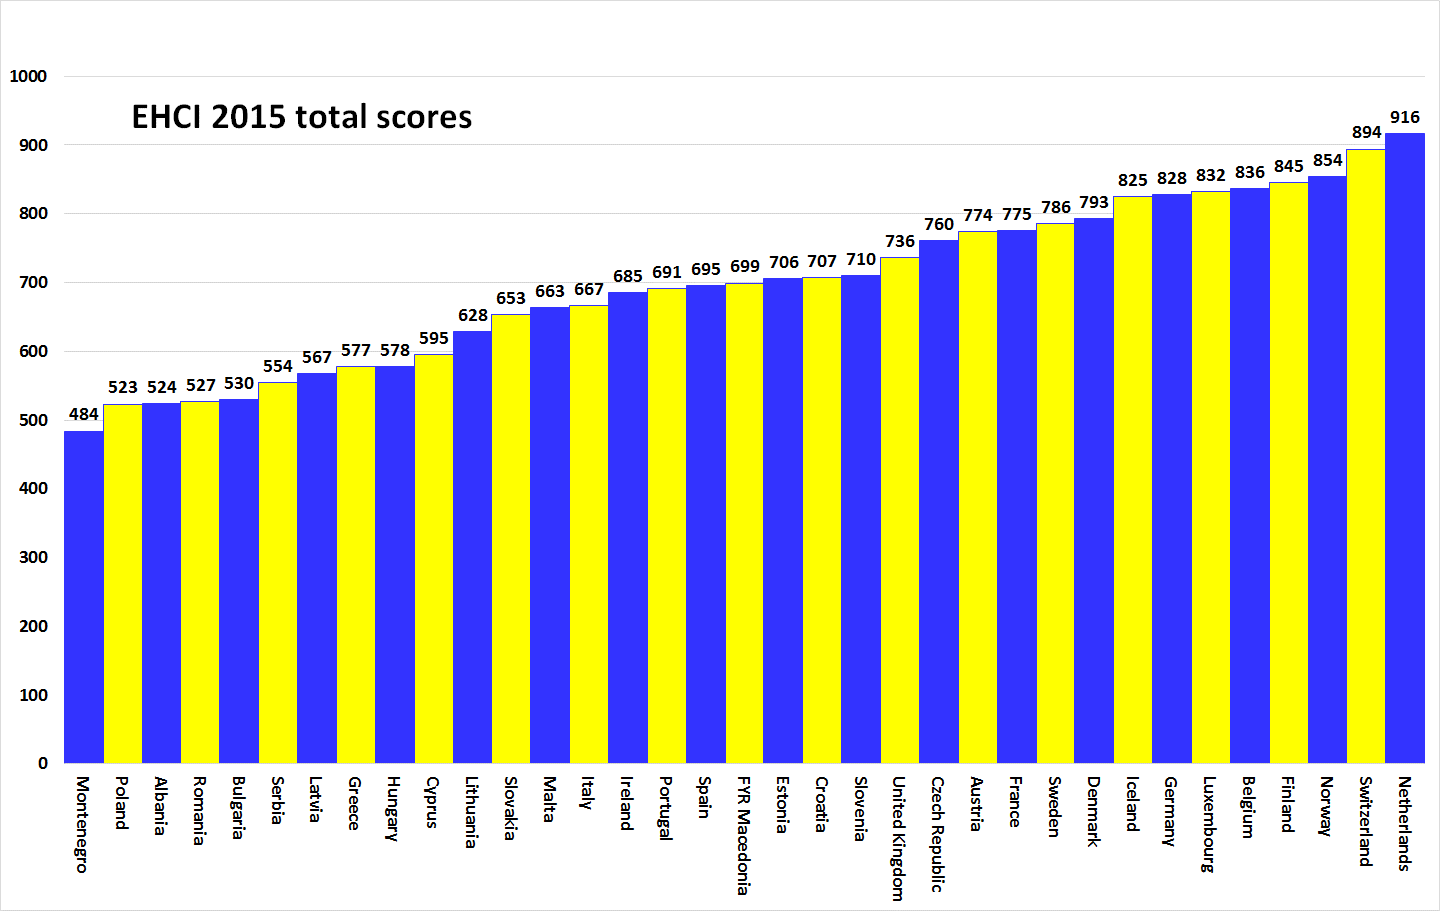 EHCI 2015 total scores
1000
900
800
700
600
500
400
300
200
100
0
484
523
524
527
530
554
567
577
578
595
628
653
663
667
685
691
695
699
706
707
710
736
760
774
775
786
793
825
828
832
836
845
854
894
916
Montenegro
Poland
Albania
Romania
Bulgaria
Serbia
Latvia
Greece
Hungary
Cyprus
Lithuania
Slovakia
Malta
Italy
Ireland
Portugal
Spain
FYR Macedonia
Estonia
Croatia
Slovenia
United Kingdom
Czech Republic
Austria
France
Sweden
Denmark
Iceland
Germany
Luxembourg
Belgium
Finland
Norway
Switzerland
Netherlands